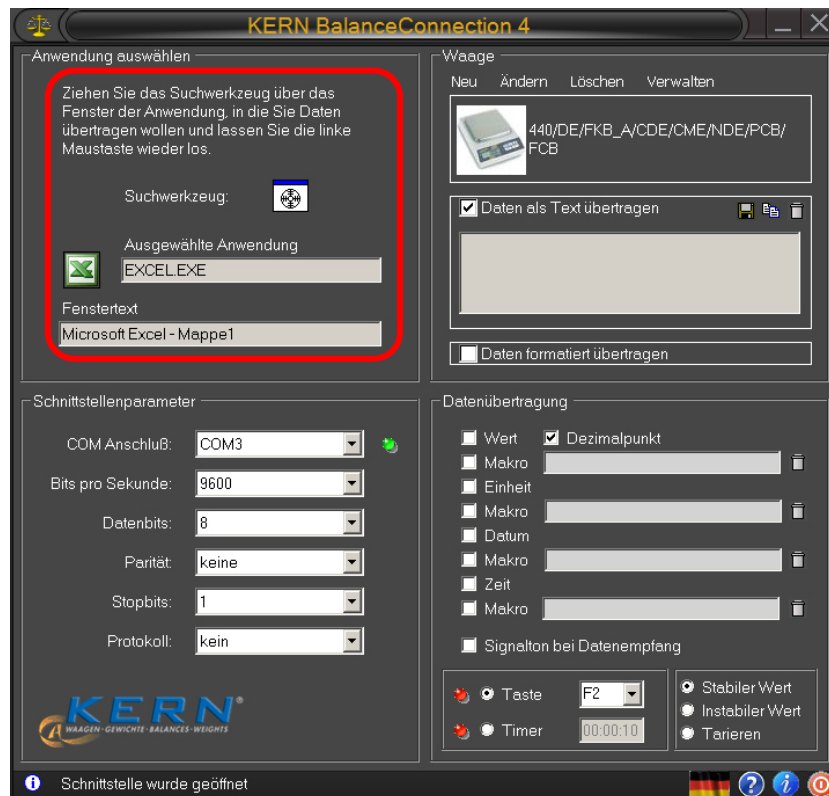 KERN BalanceConnection 4
Anwendung auswählen
Ziehen Sie das Suchwerkzeug über das
Fenster der Anwendung, in die Sie Daten
übertragen wollen und lassen Sie die linke
Maustaste wieder los.
Suchwerkzeug:
Ausgewählte Anwendung
EXCEL.EXE
Fenstertext
Microsoft Excel - Mappe1
Waage
Neu Ändern Löschen Verwalten
440/DE/FKB_A/CDE/CME/NDE/PCB/
FCB
Daten als Text übertragen
Daten formatiert übertragen
Schnittstellenparameter
COM Anschluß: COM3
Bits pro Sekunde: 9600
Datenbits: 8
Parität: keine
Stopbits: 1
Protokoll: kein
KERN®
WAAGEN·GEWICHTE·BALANCES·WEIGHTS
Datenübertragung
Wert Dezimalpunkt
Makro
Einheit
Makro
Datum
Makro
Zeit
Makro
Signalton bei Datenempfang
Taste F2
Timer 00:00:10
Stabiler Wert
Instabiler Wert
Tarieren
Schnittstelle wurde geöffnet